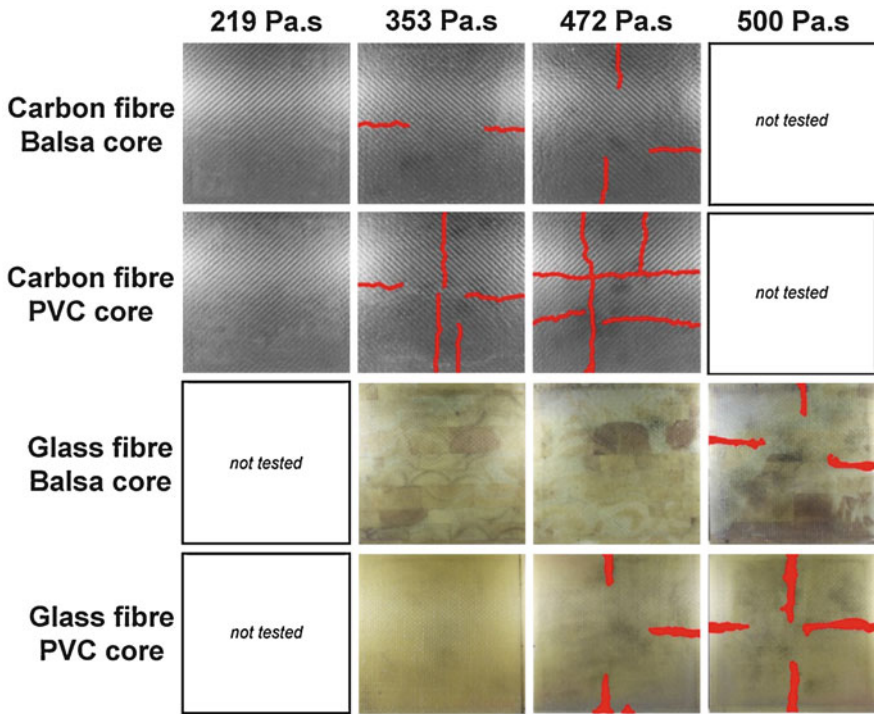 219 Pa.s 353 Pa.s 472 Pa.s 500 Pa.s
Carbon fibre
Balsa core
not tested
Carbon fibre
PVC core
not tested
Glass fibre
Balsa core
not tested
Glass fibre
PVC core
not tested